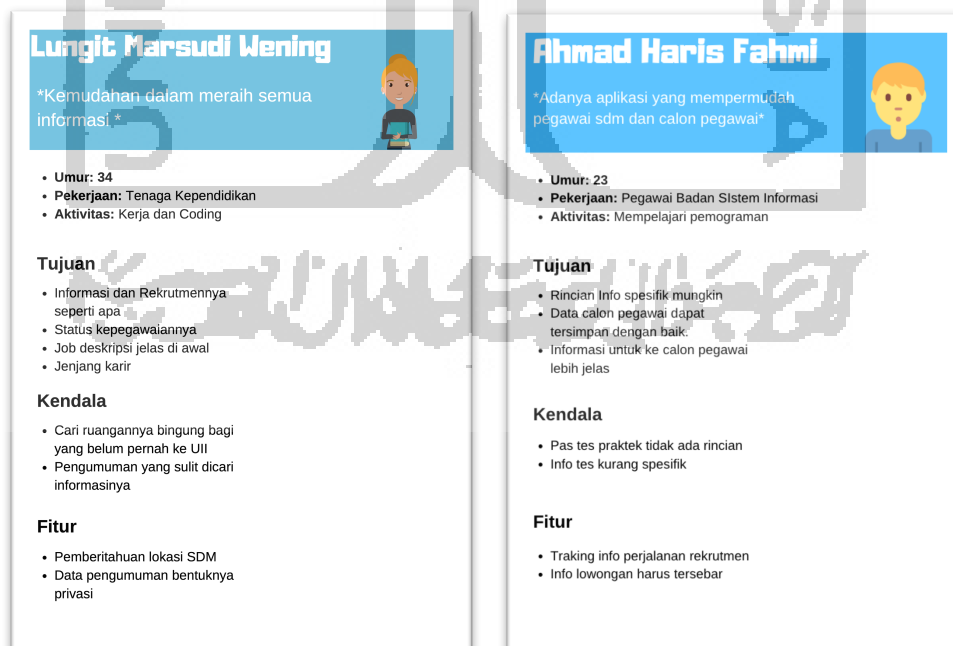 Lungit Marsudi Wening
*Kemudahan dalam meraih semua
informasi *
Umur: 34
Pekerjaan: Tenaga Kependidikan
Aktivitas: Kerja dan Coding
Tujuan
Informasi dan Rekrutmennya
seperti apa
Status kepegawaiannya
Job deskripsi jelas di awal
Jenjang karir
Kendala
Cari ruangannya bingung bagi
yang belum pernah ke UII
Pengumuman yang sulit dicari
informasinya
Fitur
Pemberitahuan lokasi SDM
Data pengumuman bentuknya
privasi
Ahmad Haris Fahmi
*Adanya aplikasi yang mempermudah
pegawai sdm dan calon pegawai*
Umur: 23
Pekerjaan: Pegawai Badan SIstem Informasi
Aktivitas: Mempelajari pemograman
Tujuan
Rincian Info spesifik mungkin
Data calon pegawai dapat
tersimpan dengan baik.
Informasi untuk ke calon pegawai
lebih jelas
Kendala
Pas tes praktek tidak ada rincian
Info tes kurang spesifik
Fitur
Traking info perjalanan rekrutmen
Info lowongan harus tersebar